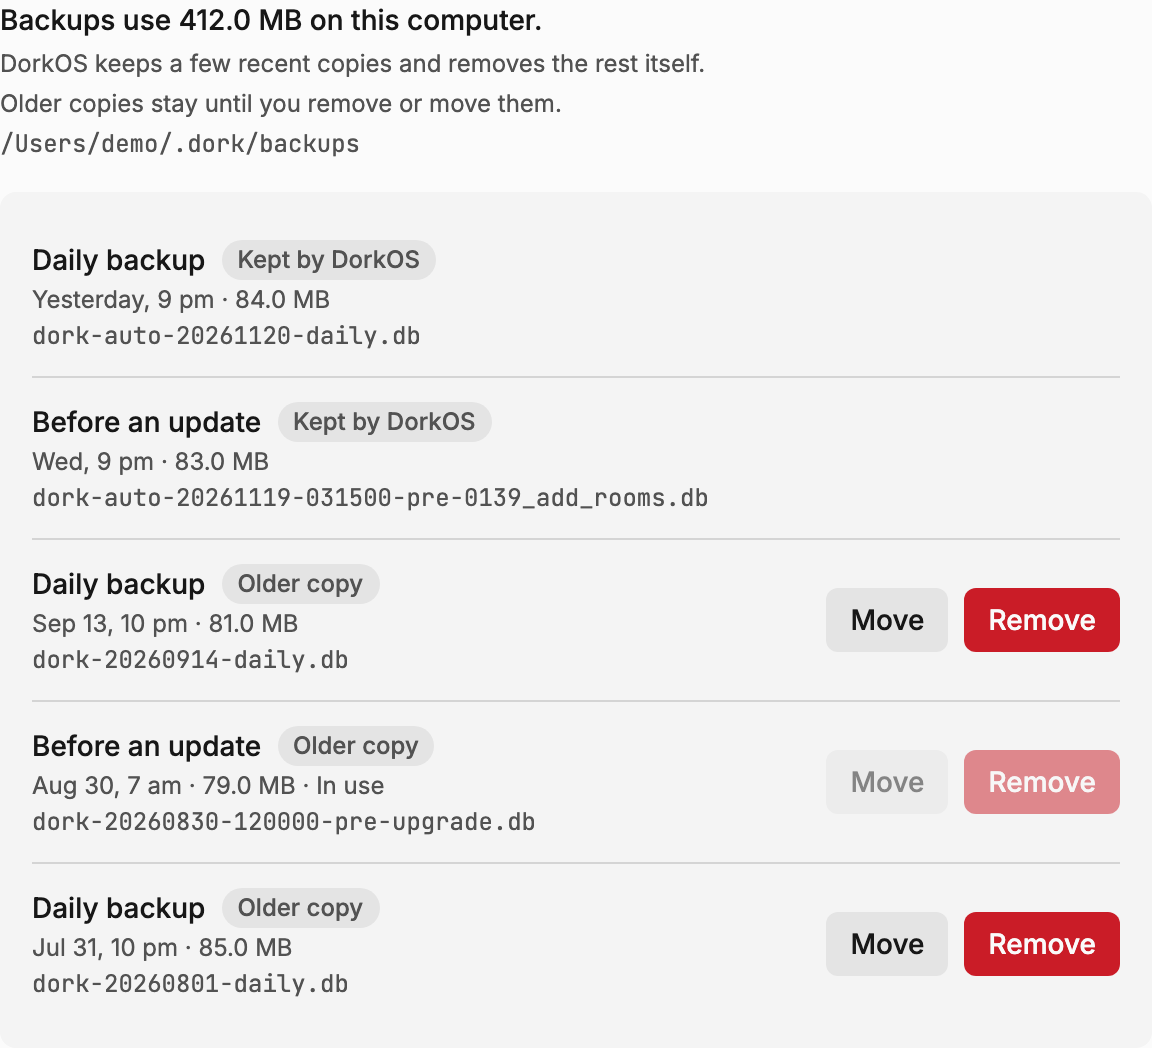 Backups use 412.0 MB on this computer.
DorkOS keeps a few recent copies and removes the rest itself.
Older copies stay until you remove or move them.
/Users/demo/.dork/backups
Daily backup Kept by DorkOS
Yesterday, 9 pm · 84.0 MB
dork-auto-20261120-daily.db
Before an update Kept by DorkOS
Wed, 9 pm · 83.0 MB
dork-auto-20261119-031500-pre-0139_add_rooms.db
Daily backup Older copy
Sep 13, 10 pm · 81.0 MB
dork-20260914-daily.db
Move Remove
Before an update Older copy
Aug 30, 7 am · 79.0 MB · In use
dork-20260830-120000-pre-upgrade.db
Move Remove
Daily backup Older copy
Jul 31, 10 pm · 85.0 MB
dork-20260801-daily.db
Move Remove